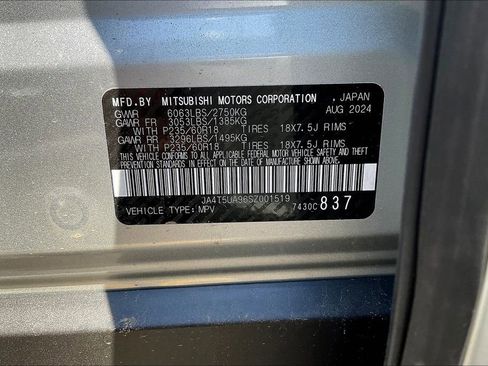 MFD.BY MITSUBISHI MOTORS CORPORATION , JAPAN
GVWR 6063LBS/2750KG AUG 2024
GAWR FR 3053LBS/1385KG
WITH P235/60R18 TIRES 18X7.5J RIMS
GAWR RR 3296LBS/1495KG
WITH P235/60R18 TIRES 18X7.5J RIMS
THIS VEHICLE CONFORMS TO ALL APPLICABLE FEDERAL MOTOR VEHICLE SAFETY AND THEFT
PREVENTION STANDARDS IN EFFECT ON THE DATE OF MANUFACTURE SHOWN ABOVE.
JA4T5UA96SZ001519
VEHICLE TYPE: MPV 7430C 837